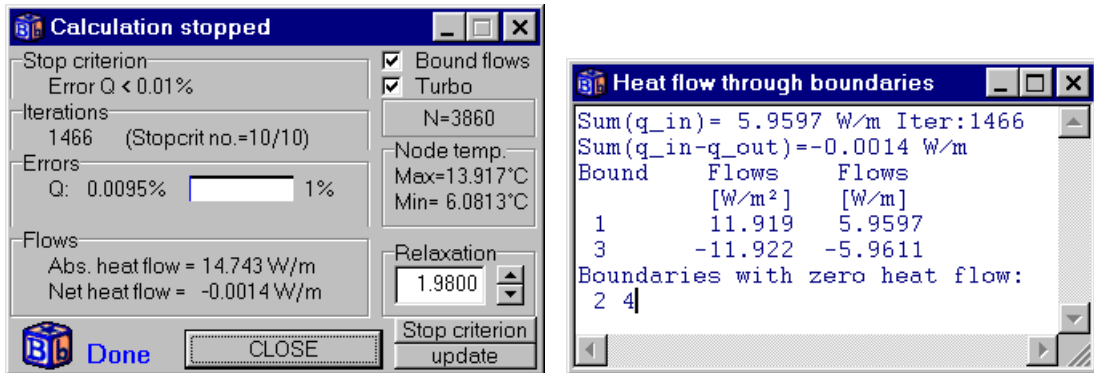 Calculation stopped
Stop criterion
Error Q < 0.01%
Iterations
1466 (Stopcrit no.=10/10)
Errors
Q: 0.0095% 1%
Flows
Abs. heat flow = 14.743 W/m
Net heat flow = -0.0014 W/m
Bb Done CLOSE
Bound flows
Turbo
N=3860
Node temp.
Max=13.917°C
Min= 6.0813°C
Relaxation
1.9800
Stop criterion
update
Heat flow through boundaries
Sum(q_in)= 5.9597 W/m Iter:1466
Sum(q_in-q_out)=-0.0014 W/m
Bound Flows Flows
[W/m²] [W/m]
1 11.919 5.9597
3 -11.922 -5.9611
Boundaries with zero heat flow:
2 4